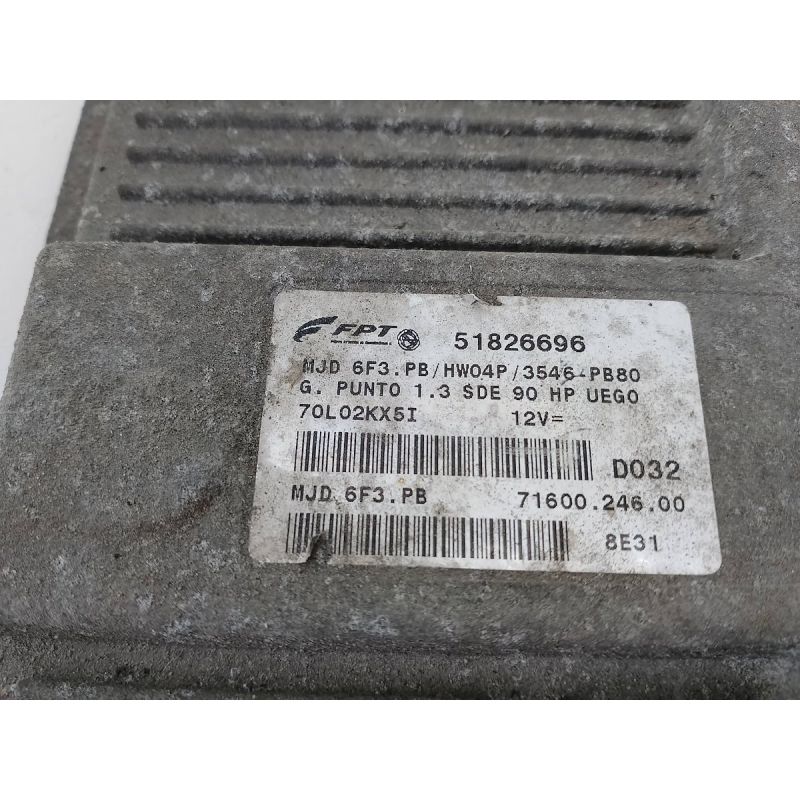 FPT 51826696
MJD 6F3.PB/HW04P/3546-PB80
G. PUNTO 1.3 SDE 90 HP UEGO
70L02KX5I 12V=
D032
MJD 6F3.PB 71600.246.00
8E31